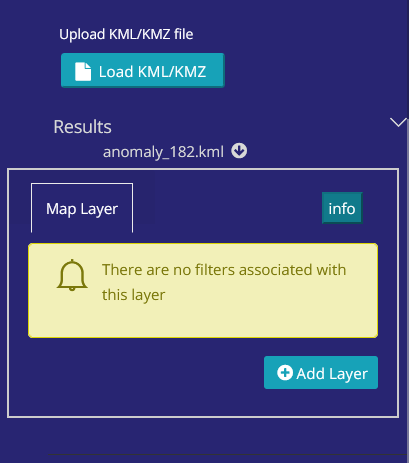 Upload KML/KMZ file
Load KML/KMZ
Results
anomaly_182.kml
Map Layer
info
There are no filters associated with
this layer
Add Layer